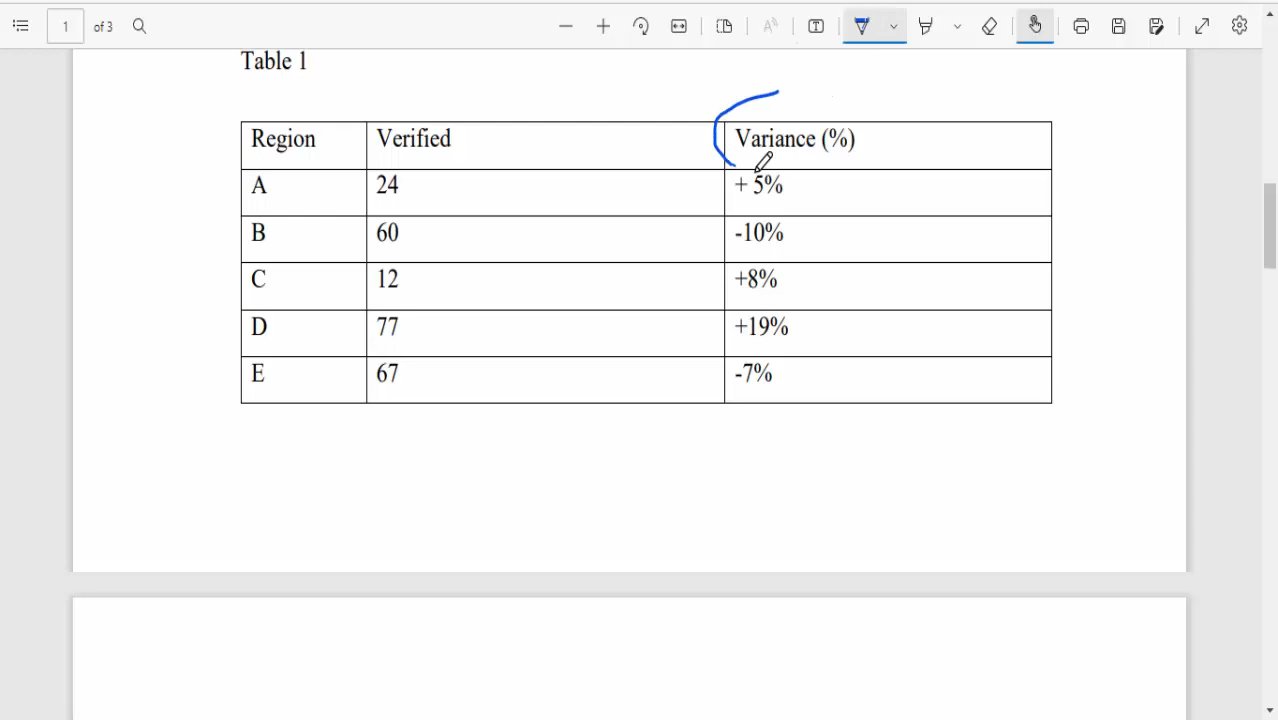 1 of 3
Table 1
Region Verified Variance (%)
A 24 + 5%
B 60 -10%
C 12 +8%
D 77 +19%
E 67 -7%